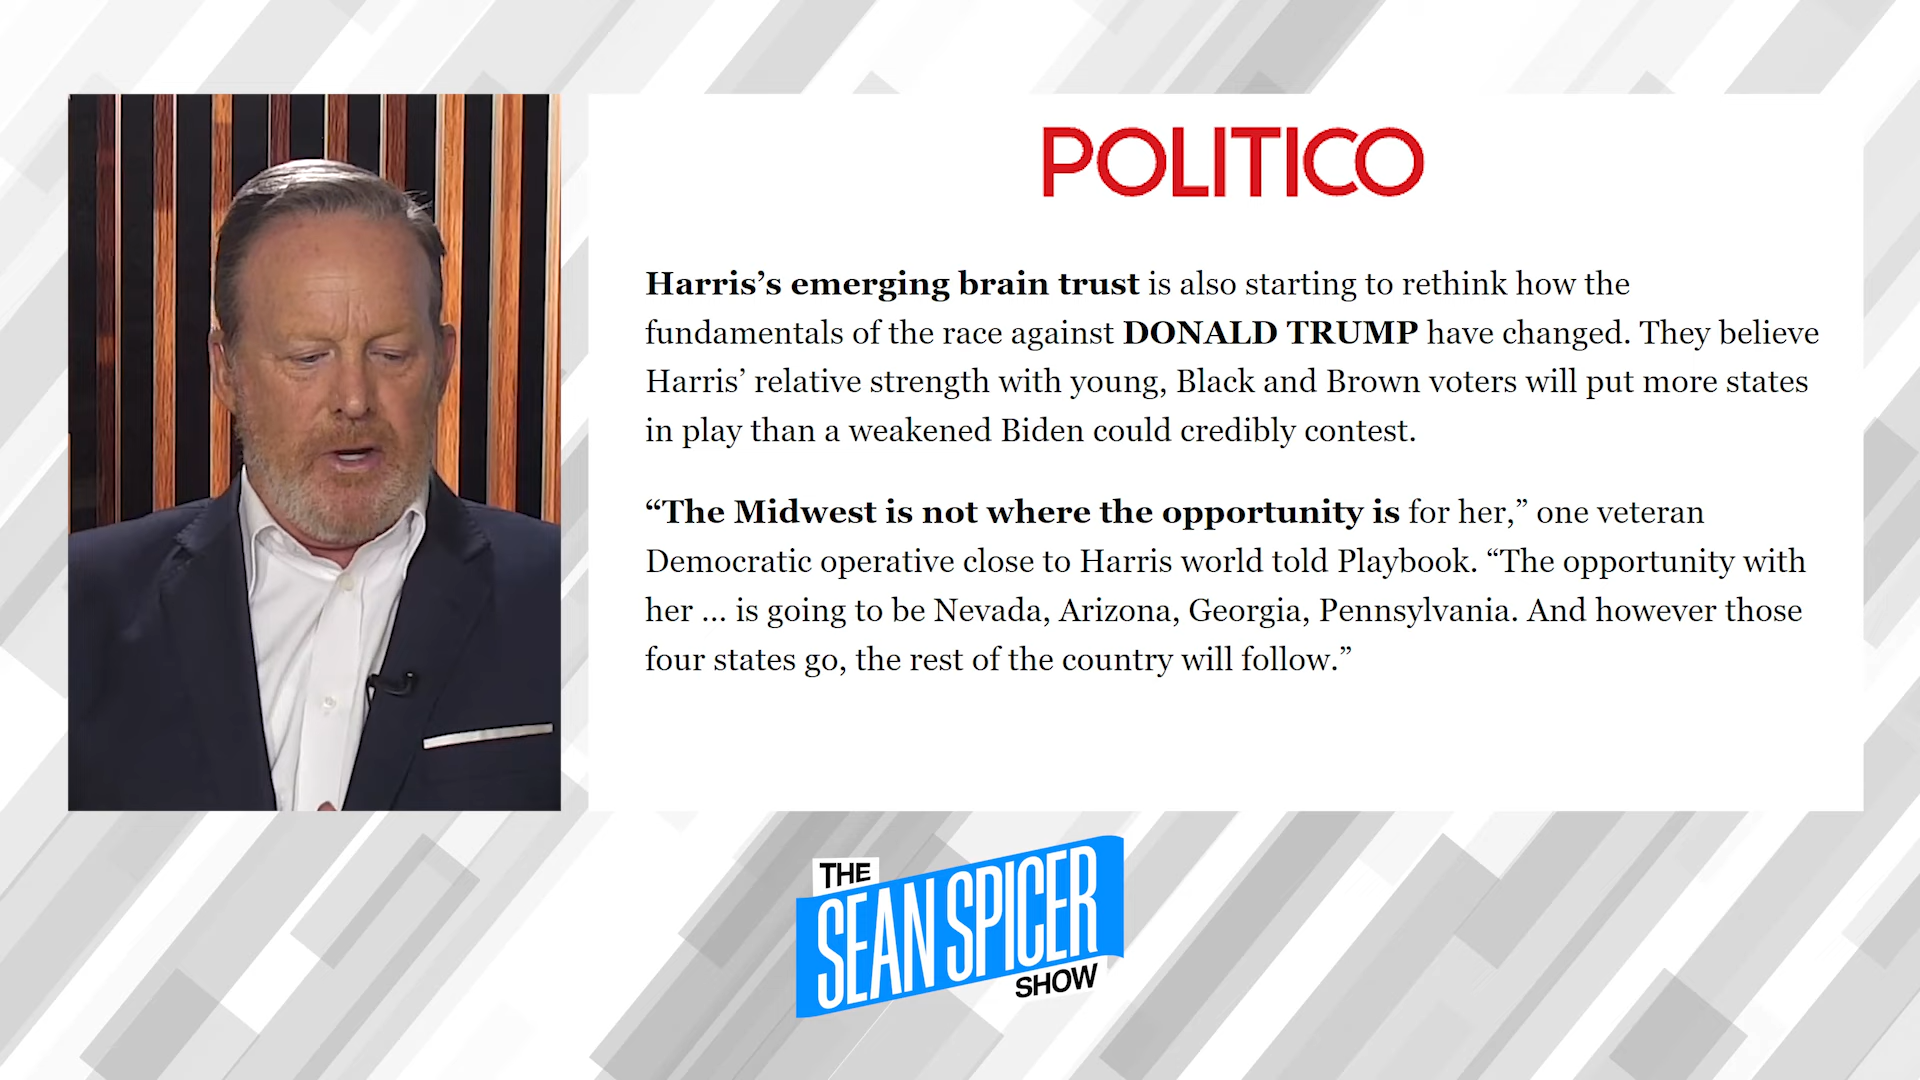 POLITICO
Harris’s emerging brain trust is also starting to rethink how the
fundamentals of the race against DONALD TRUMP have changed. They believe
Harris’ relative strength with young, Black and Brown voters will put more states
in play than a weakened Biden could credibly contest.
“The Midwest is not where the opportunity is for her,” one veteran
Democratic operative close to Harris world told Playbook. “The opportunity with
her ... is going to be Nevada, Arizona, Georgia, Pennsylvania. And however those
four states go, the rest of the country will follow.”
THE
SEAN SPICER
SHOW